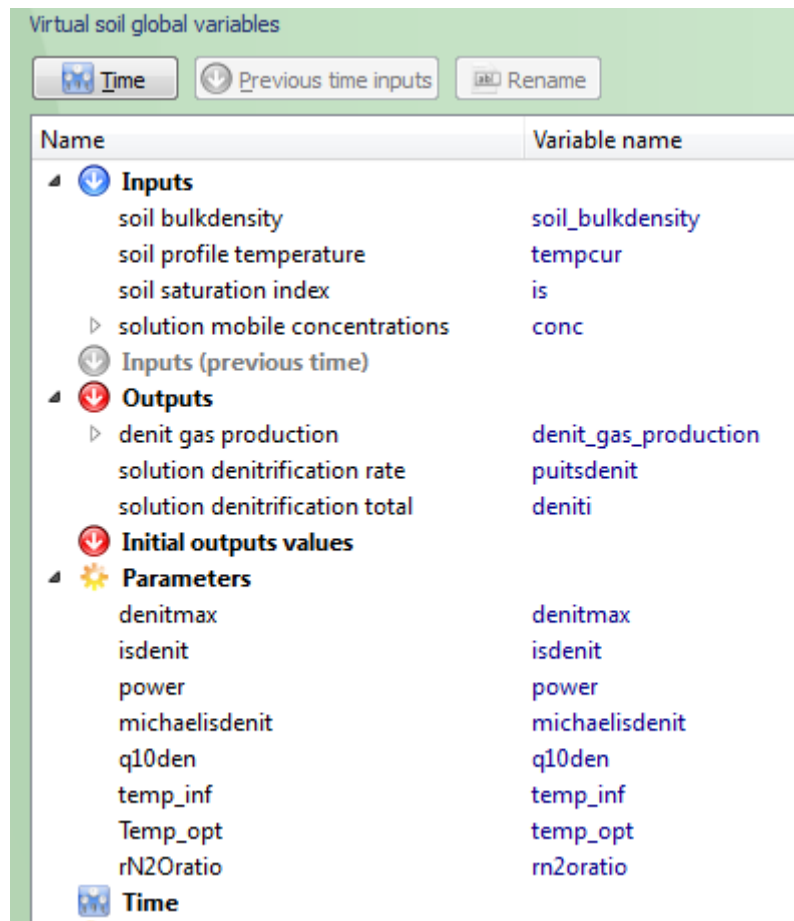 Virtual soil global variables
Time Previous time inputs Rename
Name Variable name
Inputs
soil bulkdensity soil_bulkdensity
soil profile temperature tempcur
soil saturation index is
solution mobile concentrations conc
Inputs (previous time)
Outputs
denit gas production denit_gas_production
solution denitrification rate puitsdenit
solution denitrification total deniti
Initial outputs values
Parameters
denitmax denitmax
isdenit isdenit
power power
michaelisdenit michaelisdenit
q10den q10den
temp_inf temp_inf
Temp_opt temp_opt
rN2Oratio rn2oratio
Time